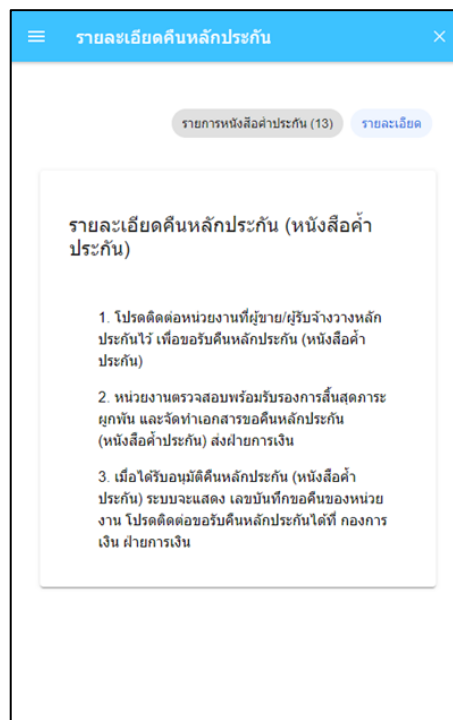 รายละเอียดคืนหลักประกัน
รายการหนังสือค้ำประกัน (13)
รายละเอียด
รายละเอียดคืนหลักประกัน (หนังสือค้ำ
ประกัน)
1. โปรดติดต่อหน่วยงานที่ผู้ขาย/ผู้รับจ้างวางหลัก
ประกันไว้ เพื่อขอรับคืนหลักประกัน (หนังสือค้ำ
ประกัน)
2. หน่วยงานตรวจสอบพร้อมรับรองการสิ้นสุดภาระ
ผูกพัน และจัดทำเอกสารขอคืนหลักประกัน
(หนังสือค้ำประกัน) ส่งฝ่ายการเงิน
3. เมื่อได้รับอนุมัติคืนหลักประกัน (หนังสือค้ำ
ประกัน) ระบบจะแสดง เลขบันทึกขอคืนของหน่วย
งาน โปรดติดต่อขอรับคืนหลักประกันได้ที่ กองการ
เงิน ฝ่ายการเงิน